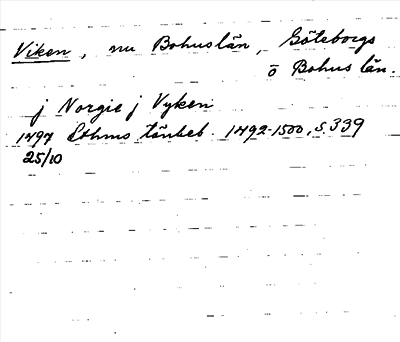 Viken, nu Bohuslän, Göteborgs
o Bohus län.
j Norgie j Vyken
1497 Sthms tänkeb. 1492-1500, s. 339
25/10